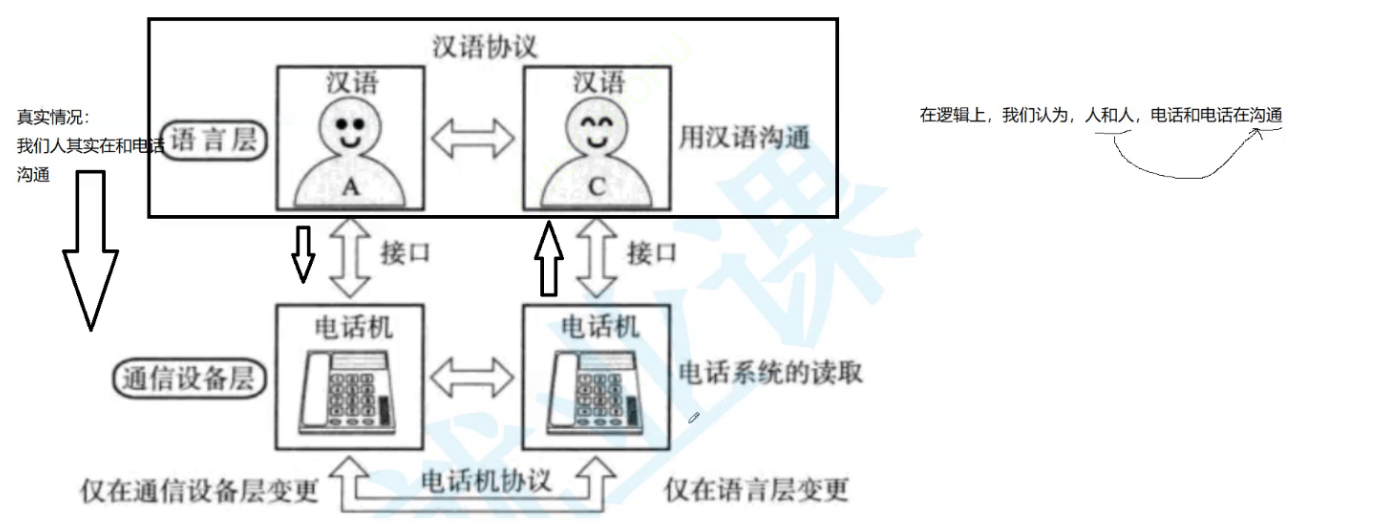 汉语协议
汉语
汉语
在逻辑上，我们认为，人和人，电话和电话在沟通
真实情况：
我们人其实在和电话
沟通
语言层
用汉语沟通
A
C
接口
接口
电话机
电话机
通信设备层
电话系统的读取
电话机协议
仅在通信设备层变更
仅在语言层变更
就业课